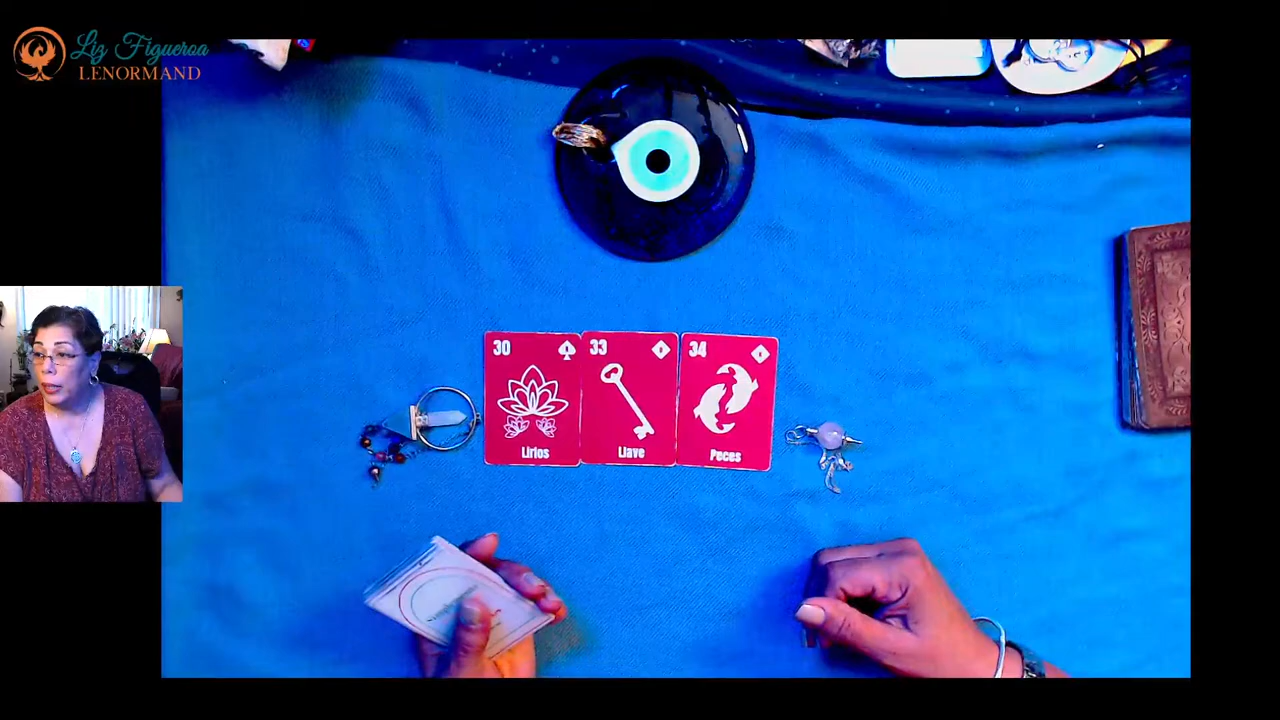 Liz Figueroa
LENORMAND
30
33
34
Lirios
Llave
Peces